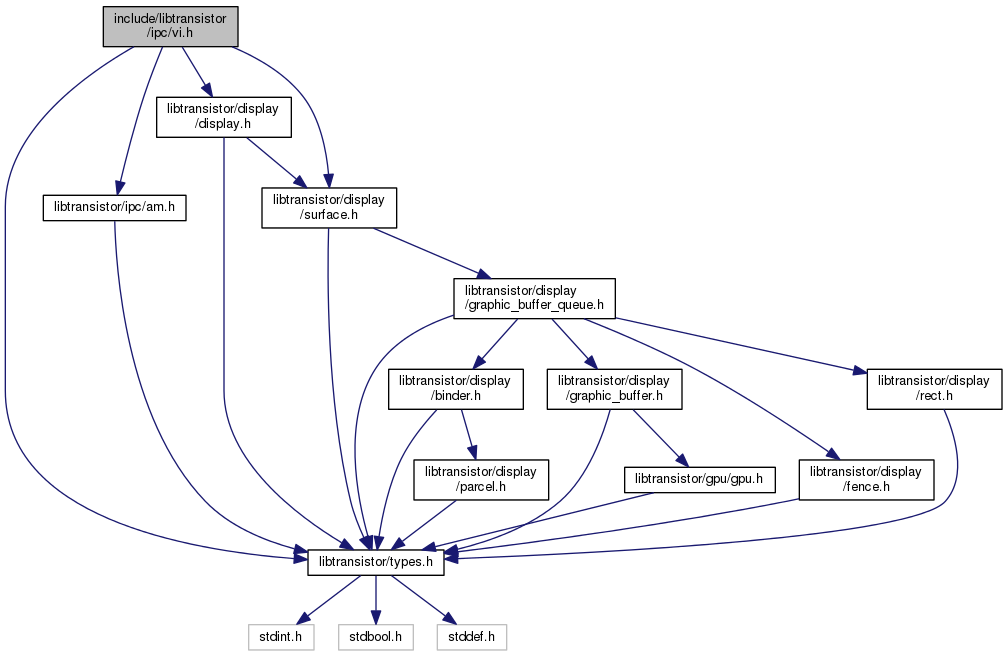 include/libtransistor
/ipc/vi.h
libtransistor/display
/display.h
libtransistor/ipc/am.h
libtransistor/display
/surface.h
libtransistor/display
/graphic_buffer_queue.h
libtransistor/display
/binder.h
libtransistor/display
/graphic_buffer.h
libtransistor/display
/rect.h
libtransistor/display
/parcel.h
libtransistor/gpu/gpu.h
libtransistor/display
/fence.h
libtransistor/types.h
stdint.h
stdbool.h
stddef.h